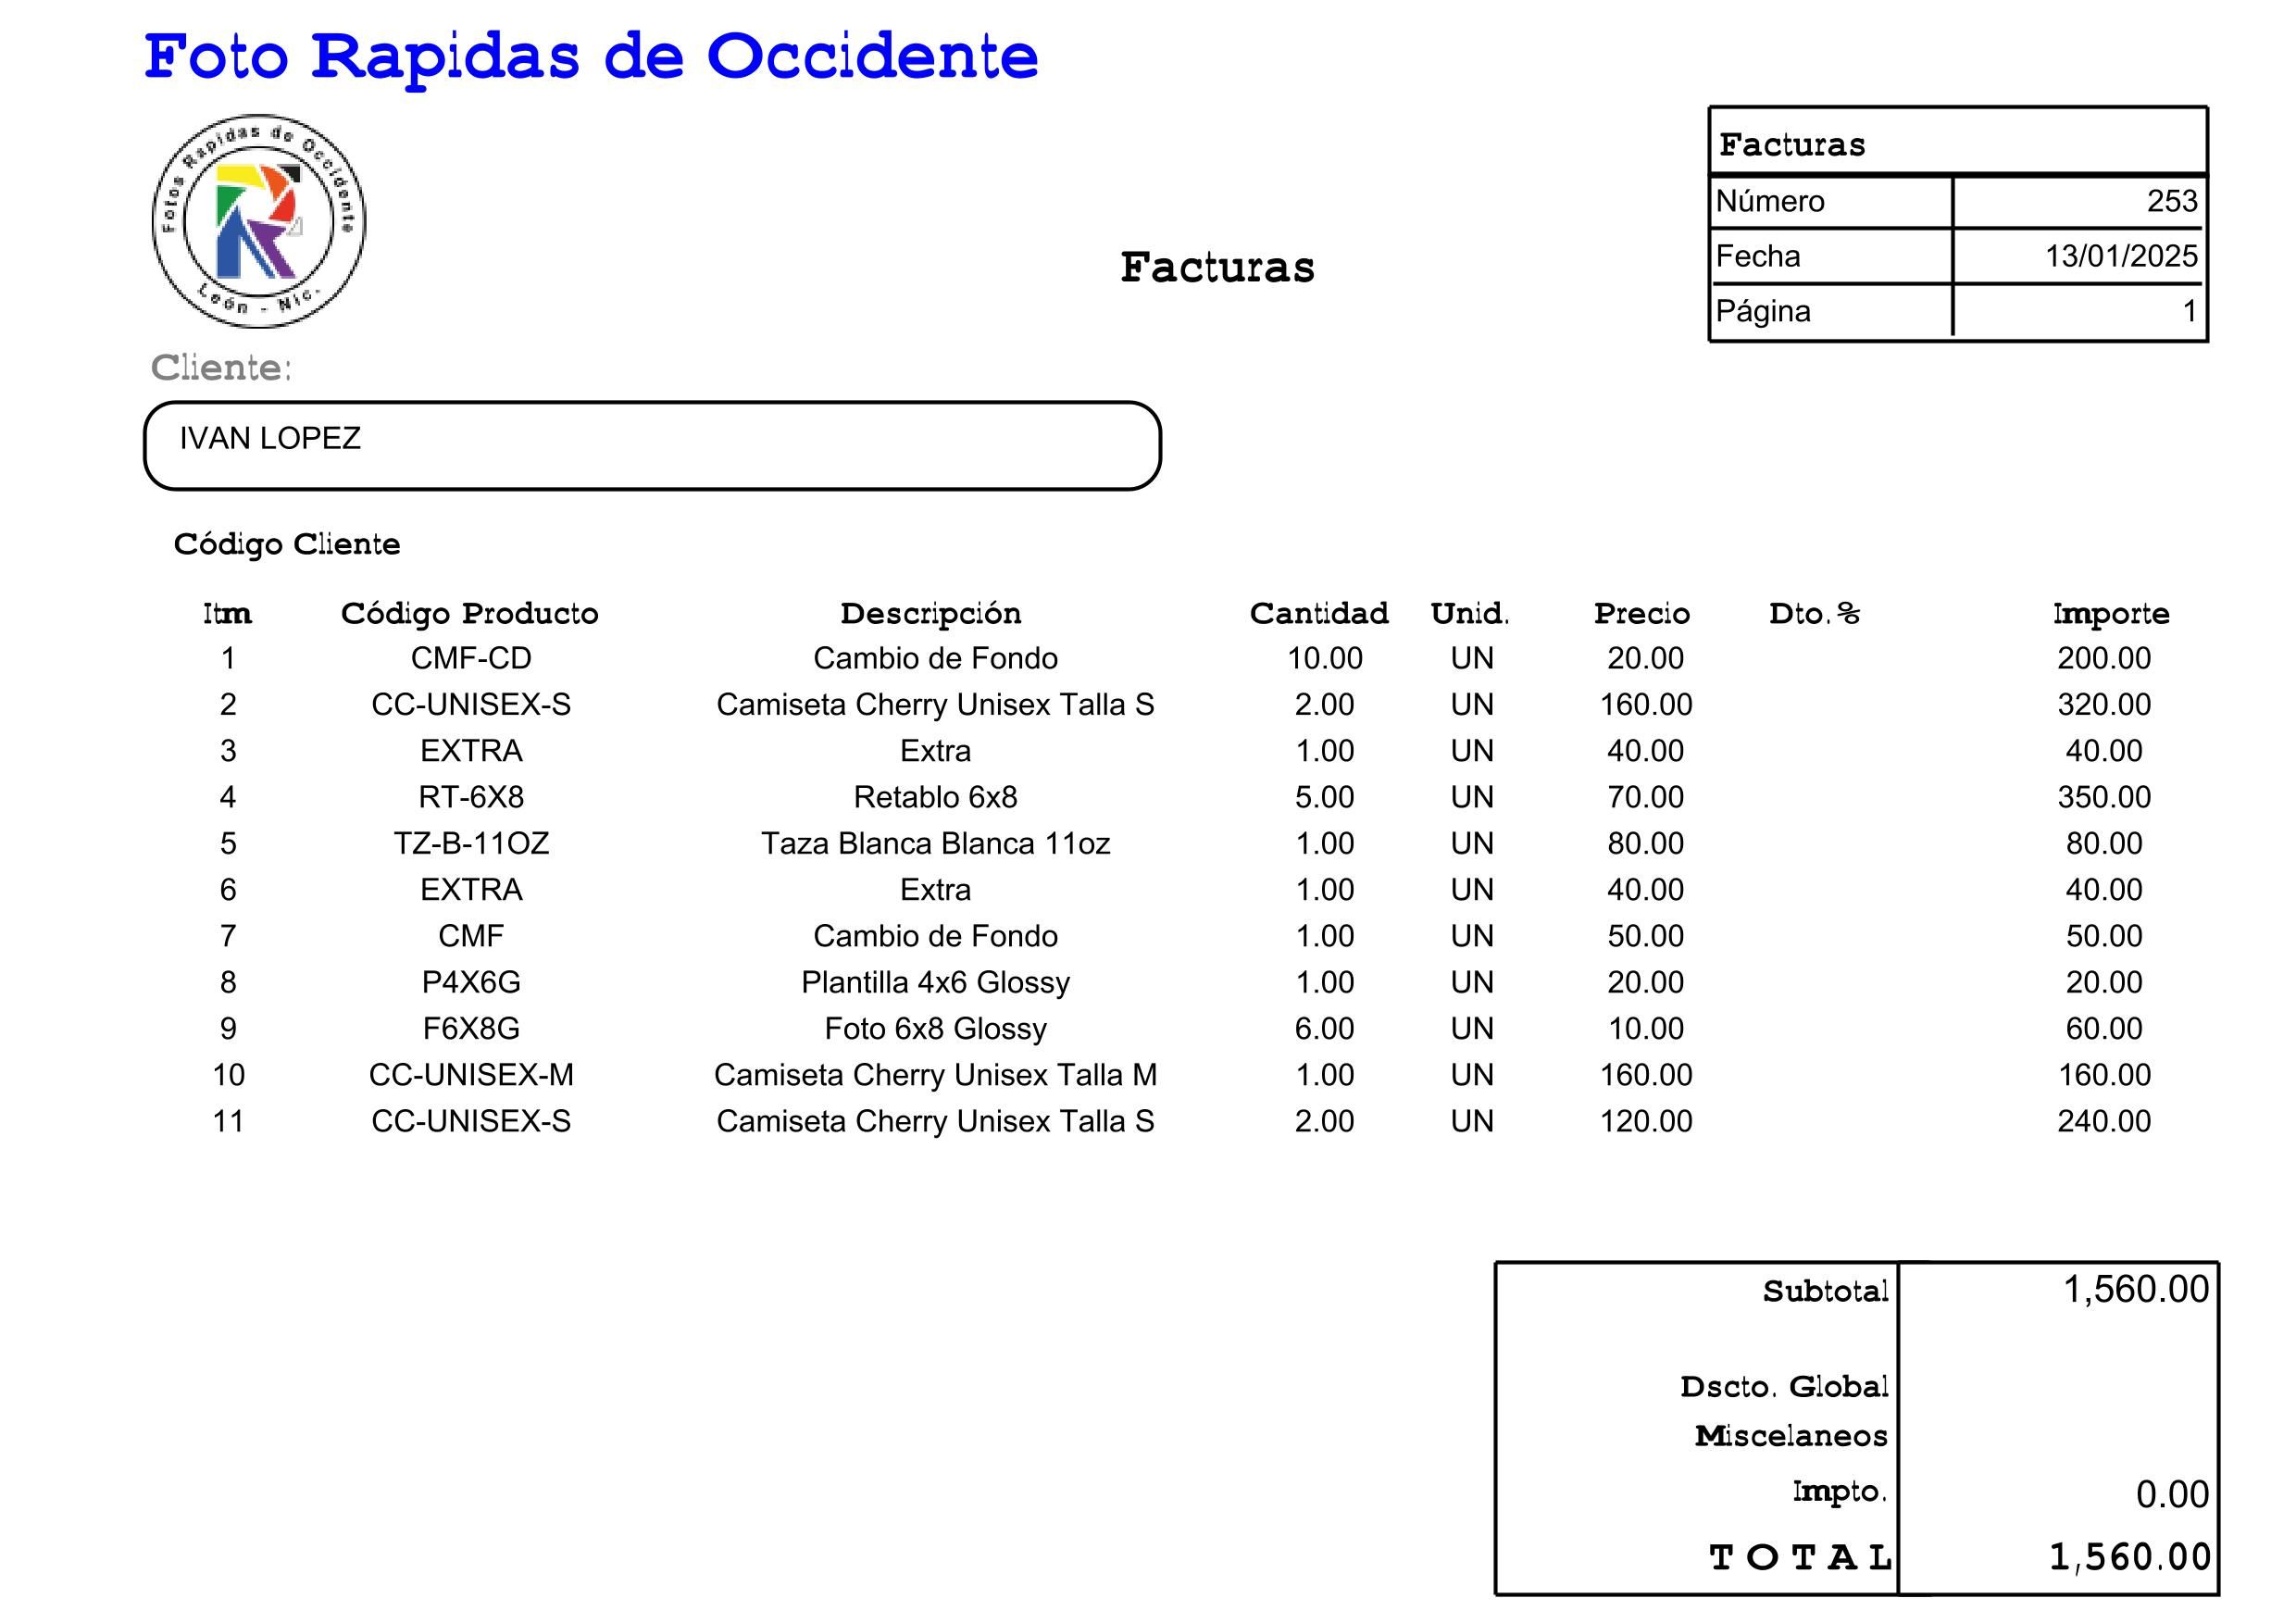 Foto Rapidas de Occidente
Fotos Rapidas de Occidente
León - Nic.
Facturas
Facturas
Número 253
Fecha 13/01/2025
Página 1
Cliente:
IVAN LOPEZ
Código Cliente
Itm Código Producto Descripción Cantidad Unid. Precio Dto.% Importe
1 CMF-CD Cambio de Fondo 10.00 UN 20.00 200.00
2 CC-UNISEX-S Camiseta Cherry Unisex Talla S 2.00 UN 160.00 320.00
3 EXTRA Extra 1.00 UN 40.00 40.00
4 RT-6X8 Retablo 6x8 5.00 UN 70.00 350.00
5 TZ-B-11OZ Taza Blanca Blanca 11oz 1.00 UN 80.00 80.00
6 EXTRA Extra 1.00 UN 40.00 40.00
7 CMF Cambio de Fondo 1.00 UN 50.00 50.00
8 P4X6G Plantilla 4x6 Glossy 1.00 UN 20.00 20.00
9 F6X8G Foto 6x8 Glossy 6.00 UN 10.00 60.00
10 CC-UNISEX-M Camiseta Cherry Unisex Talla M 1.00 UN 160.00 160.00
11 CC-UNISEX-S Camiseta Cherry Unisex Talla S 2.00 UN 120.00 240.00
Subtotal 1,560.00
Dscto. Global
Miscelaneos
Impto. 0.00
TOTAL 1,560.00